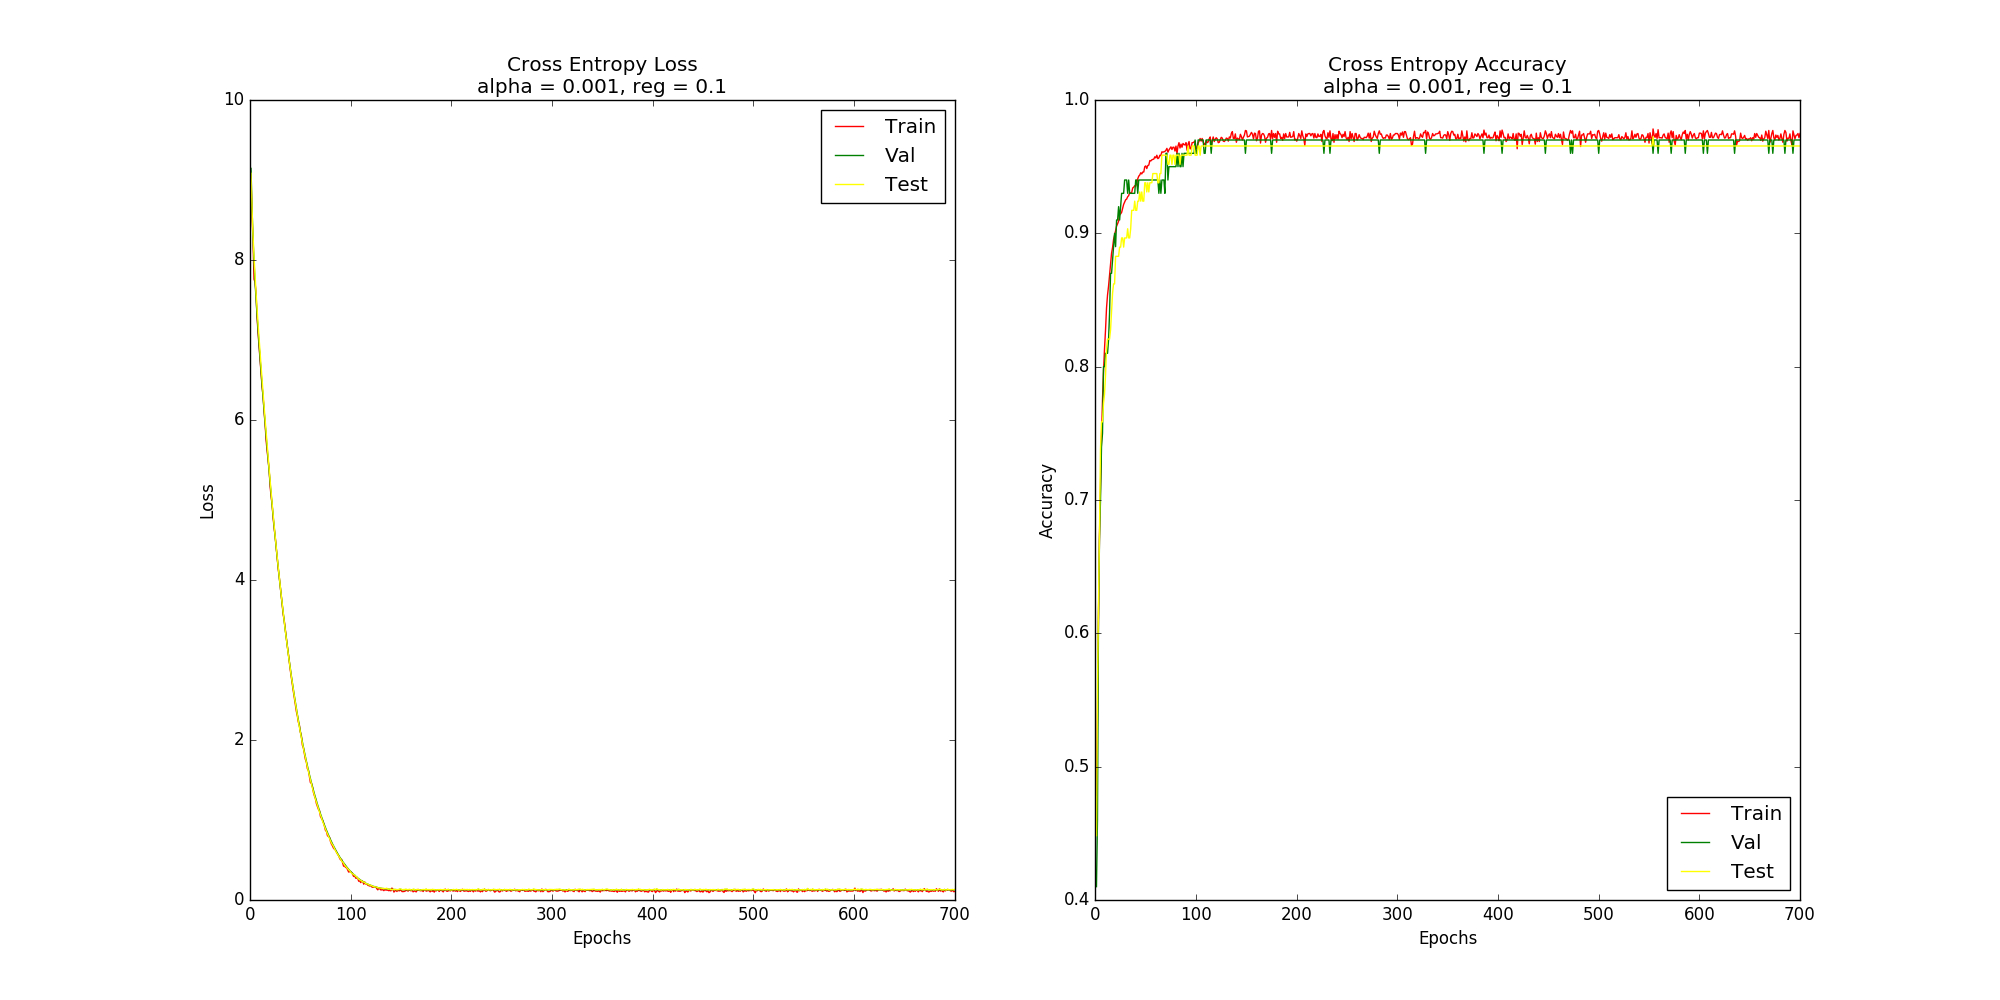 Cross Entropy Loss
alpha = 0.001, reg = 0.1
10
8
6
4
2
0
Loss
0 100 200 300 400 500 600 700
Epochs
Train
Val
Test
Cross Entropy Accuracy
alpha = 0.001, reg = 0.1
1.0
0.9
0.8
0.7
0.6
0.5
0.4
Accuracy
0 100 200 300 400 500 600 700
Epochs
Train
Val
Test